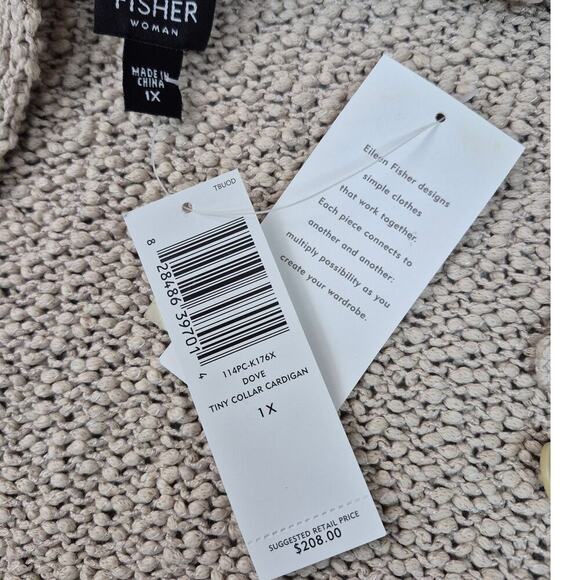 FISHER
WOMAN
MADE IN
CHINA
1X
Eileen Fisher designs
simple clothes
that work together.
Each piece connects to
another and another:
multiply possibility as you
create your wardrobe.
TBUOD
8 28486 39701 4
114PC-K176X
DOVE
TINY COLLAR CARDIGAN
1X
SUGGESTED RETAIL PRICE
$208.00